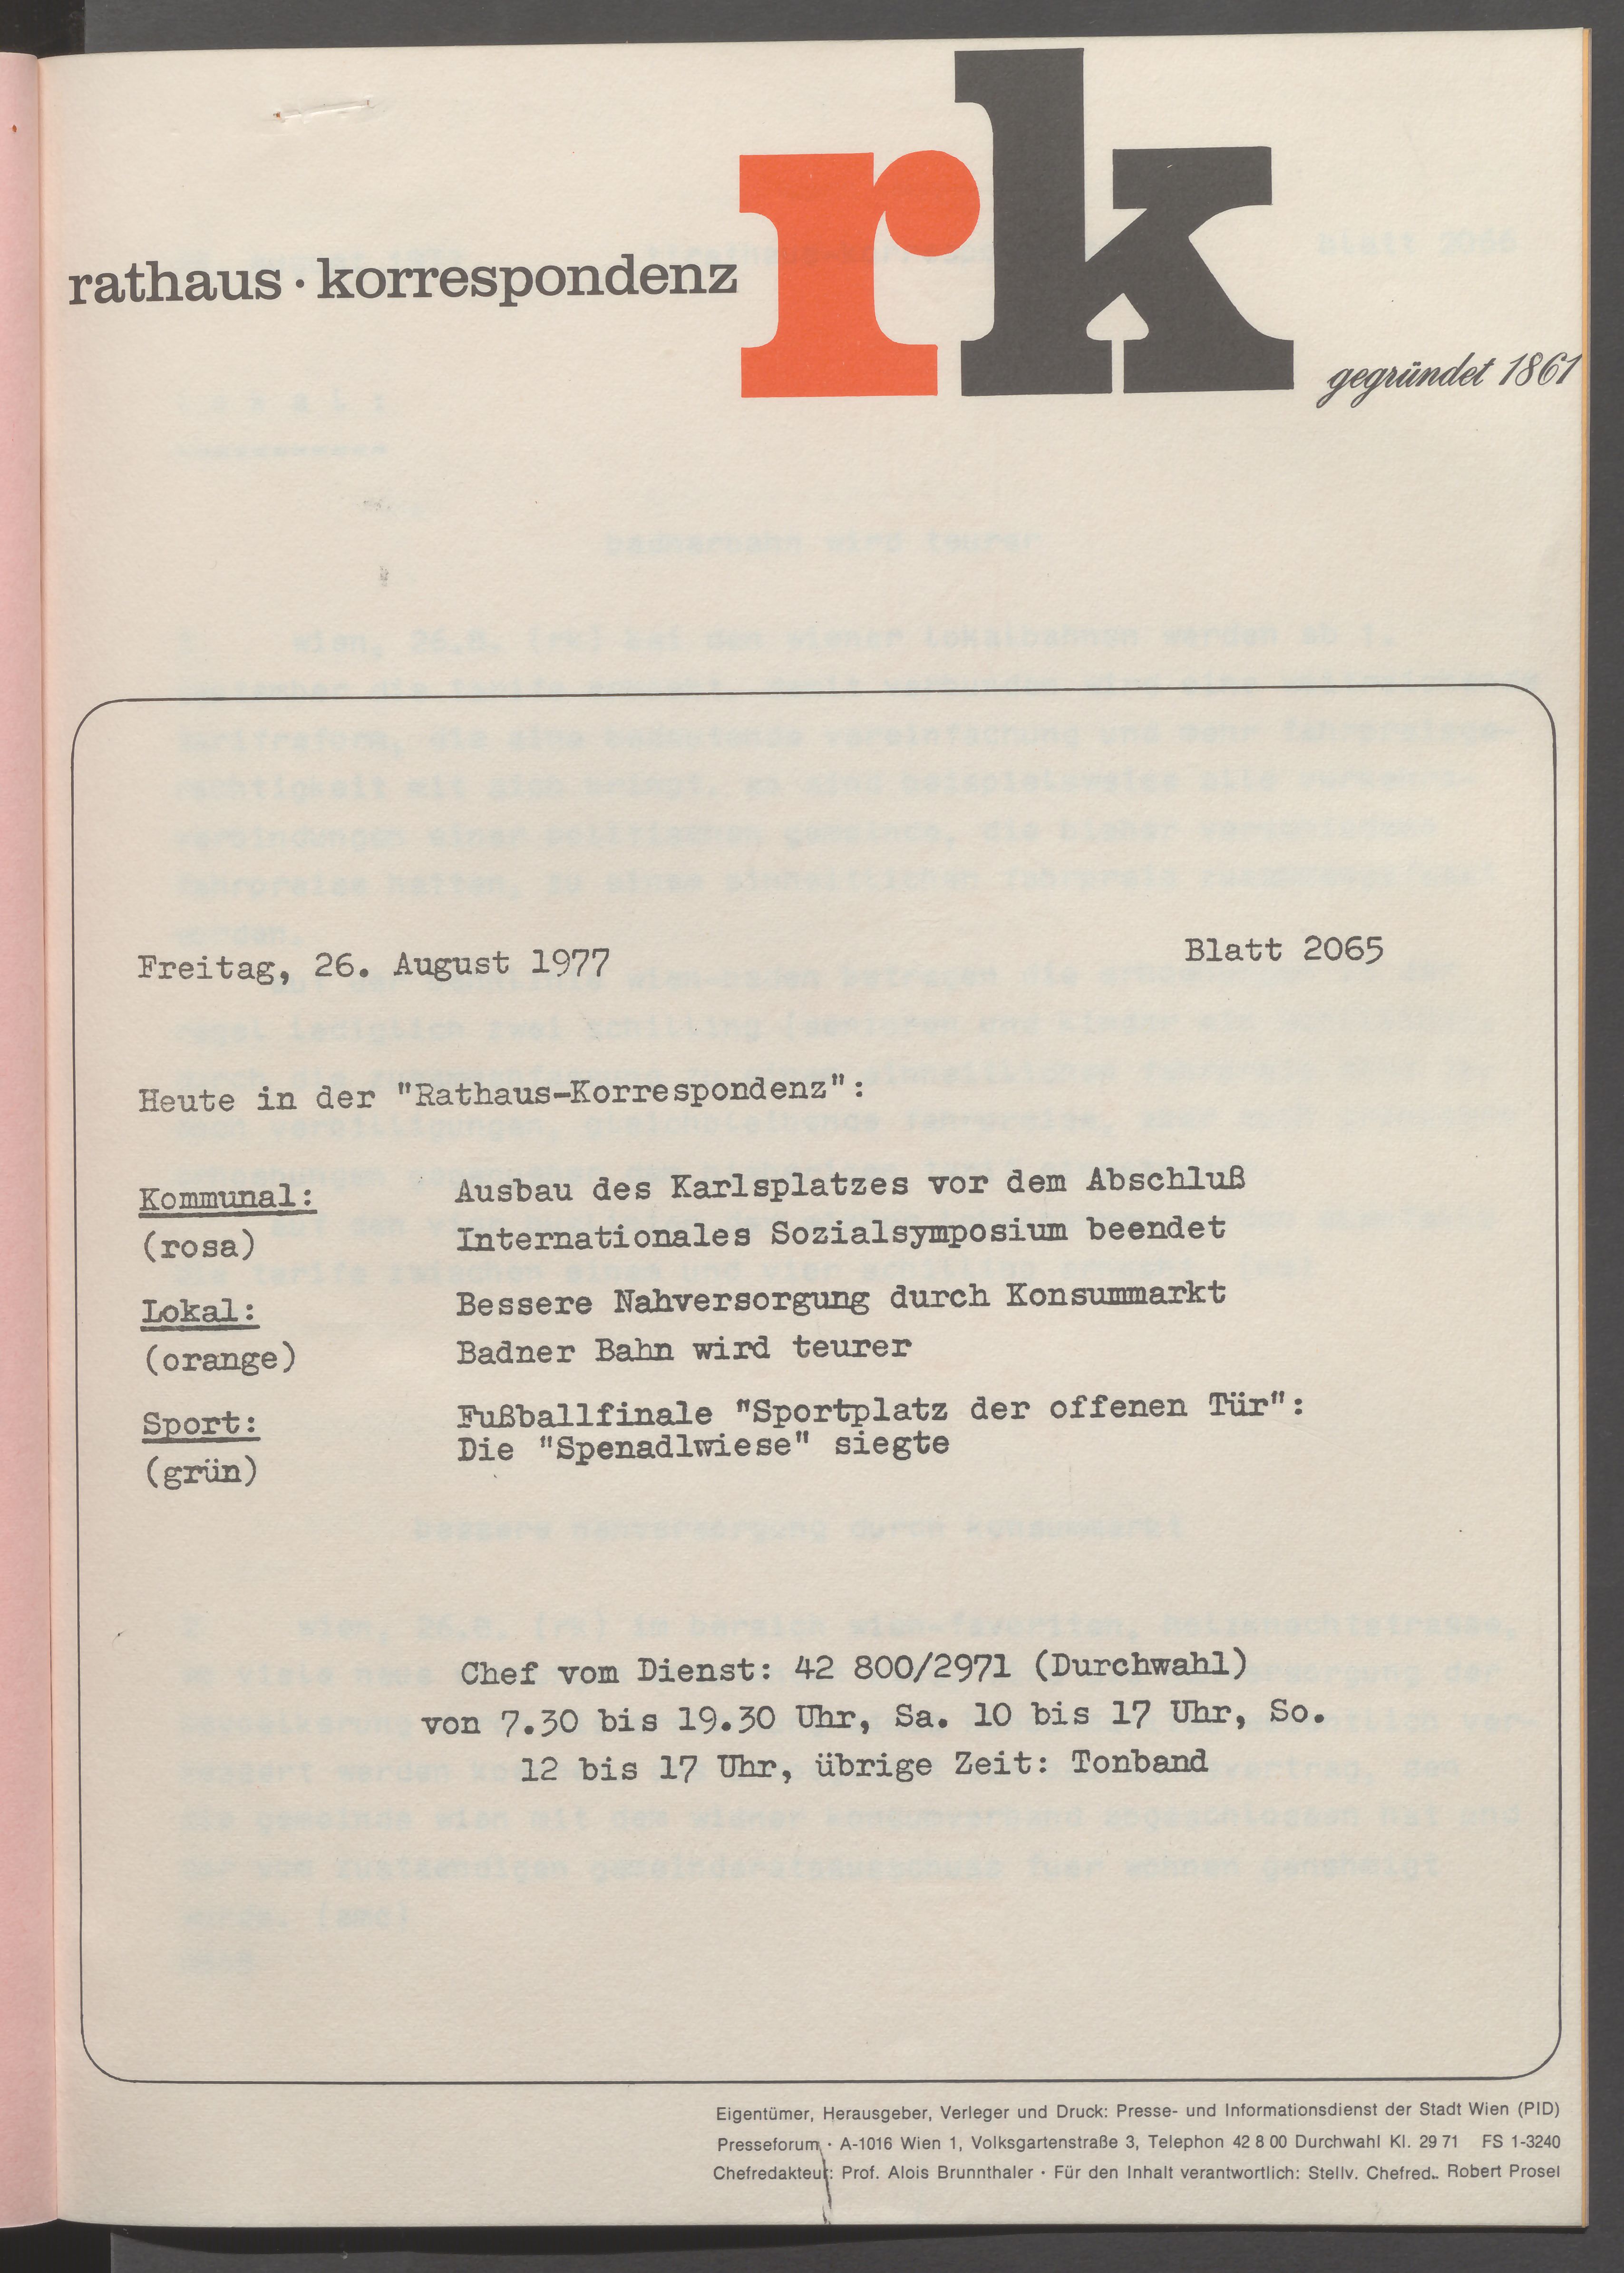 rathaus · korrespondenz
rk
gegründet 1861
Freitag, 26. August 1977 Blatt 2065
Heute in der "Rathaus-Korrespondenz":
Kommunal: Ausbau des Karlsplatzes vor dem Abschluß
(rosa) Internationales Sozialsymposium beendet
Lokal: Bessere Nahversorgung durch Konsummarkt
(orange) Badner Bahn wird teurer
Sport: Fußballfinale "Sportplatz der offenen Tür":
Die "Spenadlwiese" siegte
(grün)
Chef vom Dienst: 42 800/2971 (Durchwahl)
von 7.30 bis 19.30 Uhr, Sa. 10 bis 17 Uhr, So.
12 bis 17 Uhr, übrige Zeit: Tonband
Eigentümer, Herausgeber, Verleger und Druck: Presse- und Informationsdienst der Stadt Wien (PID)
Presseforum · A-1016 Wien 1, Volksgartenstraße 3, Telephon 42 8 00 Durchwahl Kl. 29 71 FS 1-3240
Chefredakteur: Prof. Alois Brunnthaler · Für den Inhalt verantwortlich: Stellv. Chefred.. Robert Prosel